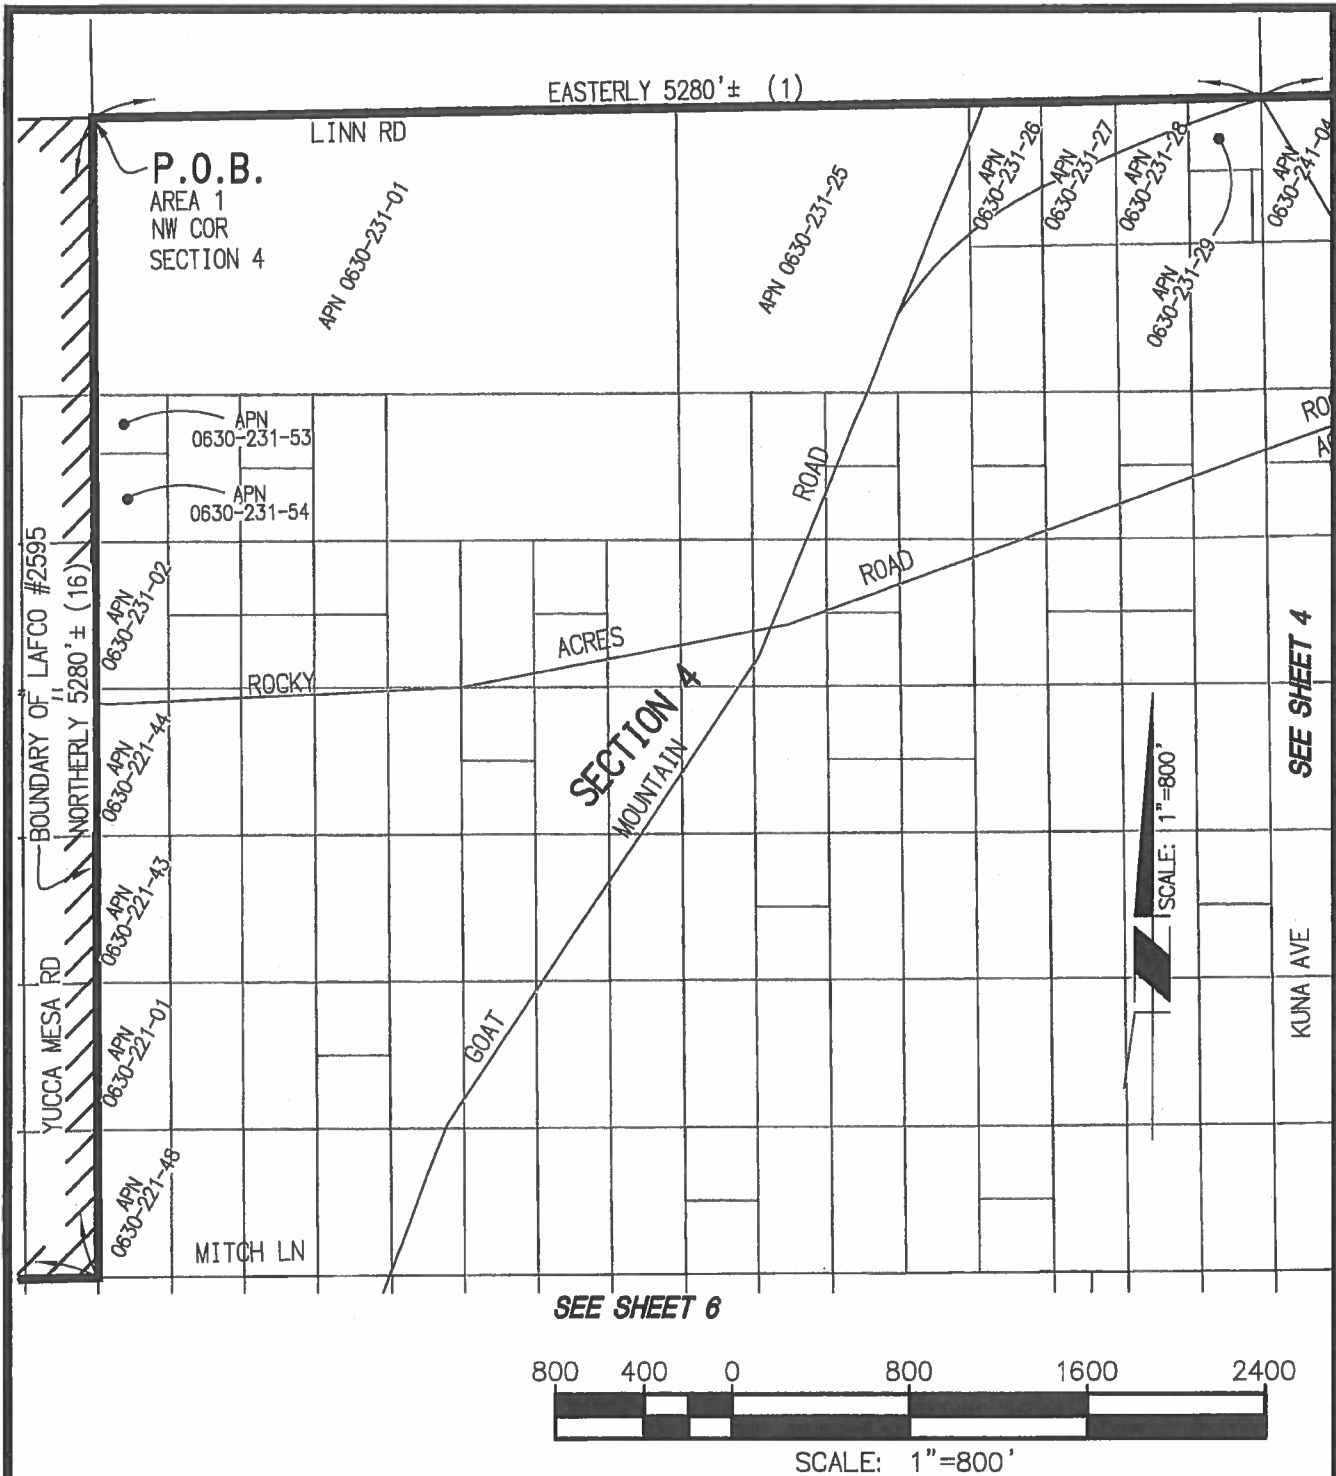 EASTERLY 5280'± (1)
LINN RD
P.O.B.
AREA 1
NW COR
SECTION 4
APN 0630-231-01
APN 0630-231-25
APN
0630-231-26
APN
0630-231-27
APN
0630-231-28
APN
0630-241-04
APN
0630-231-29
APN
0630-231-53
APN
0630-231-54
BOUNDARY OF LAFCO #2595
NORTHERLY 5280'± (16)
YUCCA MESA RD
APN
0630-231-02
APN
0630-221-44
APN
0630-221-43
APN
0630-221-01
APN
0630-221-48
ROCKY
ACRES
ROAD
RO
GOAT
MOUNTAIN
ROAD
SECTION 4
SEE SHEET 4
SCALE: 1"=800'
KUNA AVE
MITCH LN
SEE SHEET 6
800 400 0 800 1600 2400
SCALE: 1"=800'